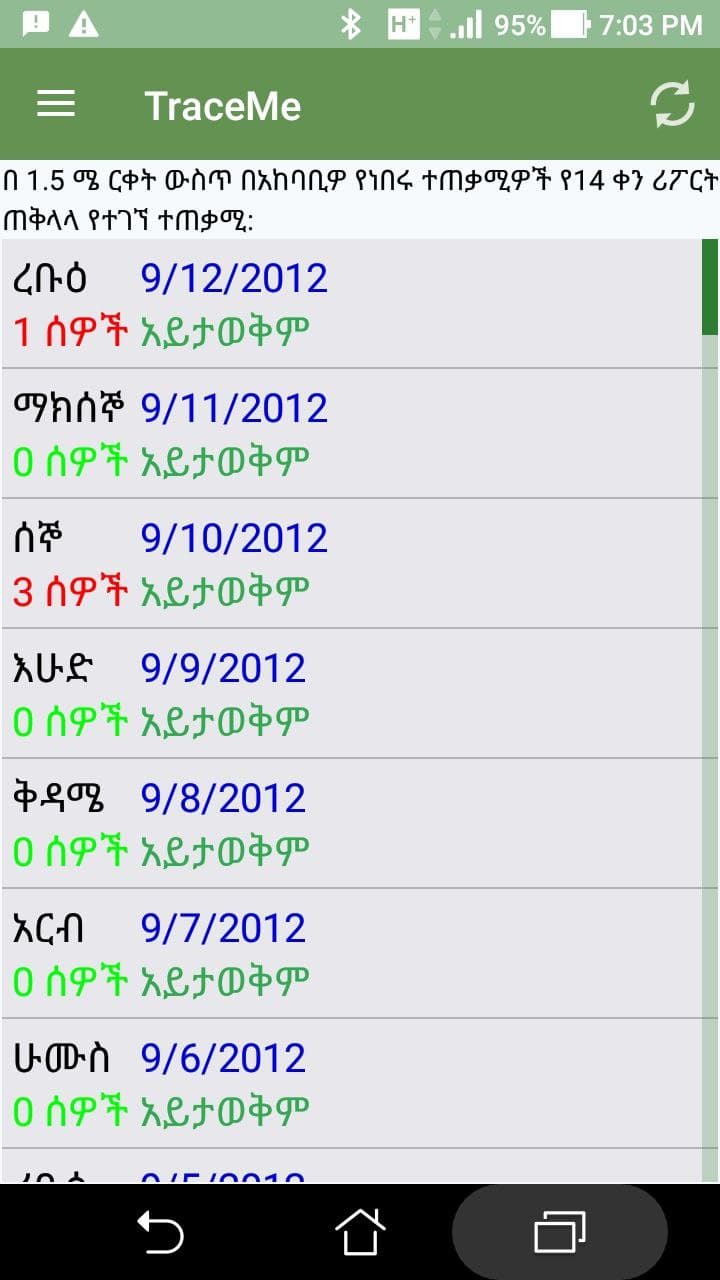 H+ 95% 7:03 PM
TraceMe
በ 1.5 ሜ ርቀት ውስጥ በአከባቢዎ የነበሩ ተጠቃሚዎች የ14 ቀን ሪፖርት
ጠቅላላ የተገኘ ተጠቃሚ:
ረቡዕ 9/12/2012
1 ሰዎች አይታወቅም
ማክሰኞ 9/11/2012
0 ሰዎች አይታወቅም
ሰኞ 9/10/2012
3 ሰዎች አይታወቅም
እሁድ 9/9/2012
0 ሰዎች አይታወቅም
ቅዳሜ 9/8/2012
0 ሰዎች አይታወቅም
አርብ 9/7/2012
0 ሰዎች አይታወቅም
ሁሙስ 9/6/2012
0 ሰዎች አይታወቅም